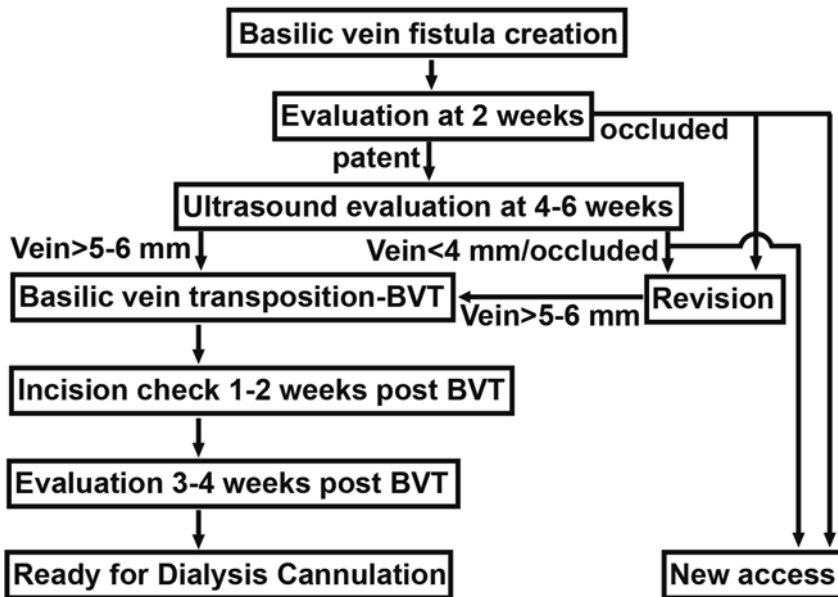 Basilic vein fistula creation
Evaluation at 2 weeks
occluded
patent
Ultrasound evaluation at 4-6 weeks
Vein>5-6 mm
Vein<4 mm/occluded
Basilic vein transposition-BVT
Revision
Vein>5-6 mm
Incision check 1-2 weeks post BVT
Evaluation 3-4 weeks post BVT
Ready for Dialysis Cannulation
New access